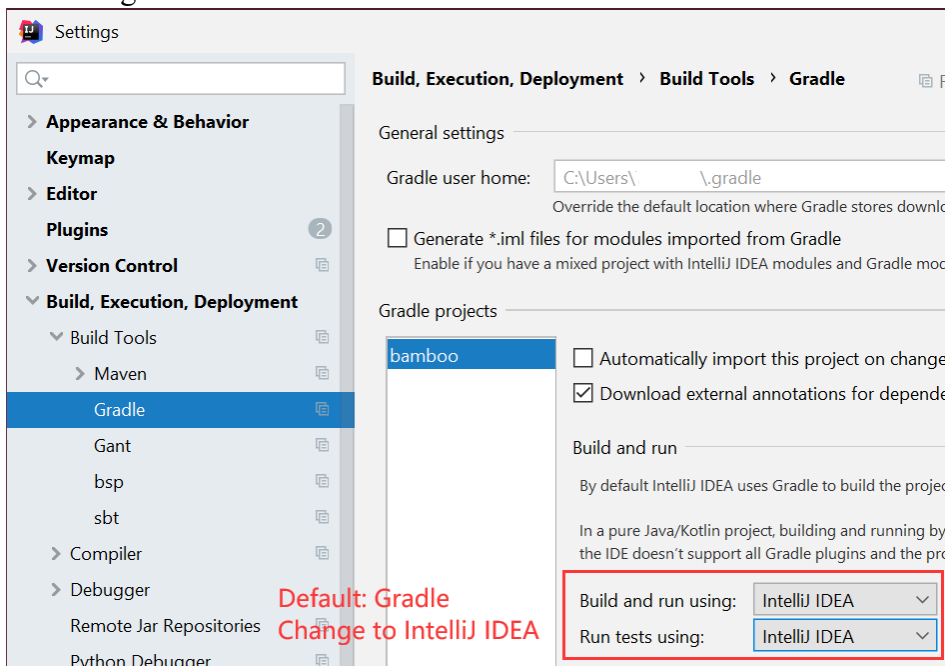 Settings
Build, Execution, Deployment › Build Tools › Gradle
Appearance & Behavior
Keymap
Editor
Plugins 2
Version Control
Build, Execution, Deployment
Build Tools
Maven
Gradle
Gant
bsp
sbt
Compiler
Debugger
Remote Jar Repositories
Python Debugger
General settings
Gradle user home: C:\Users\ \.gradle
Override the default location where Gradle stores downlo
Generate *.iml files for modules imported from Gradle
Enable if you have a mixed project with IntelliJ IDEA modules and Gradle mod
Gradle projects
bamboo
Automatically import this project on change
Download external annotations for depende
Build and run
By default IntelliJ IDEA uses Gradle to build the projec
In a pure Java/Kotlin project, building and running by
the IDE doesn't support all Gradle plugins and the pro
Build and run using: IntelliJ IDEA
Run tests using: IntelliJ IDEA
Default: Gradle
Change to IntelliJ IDEA